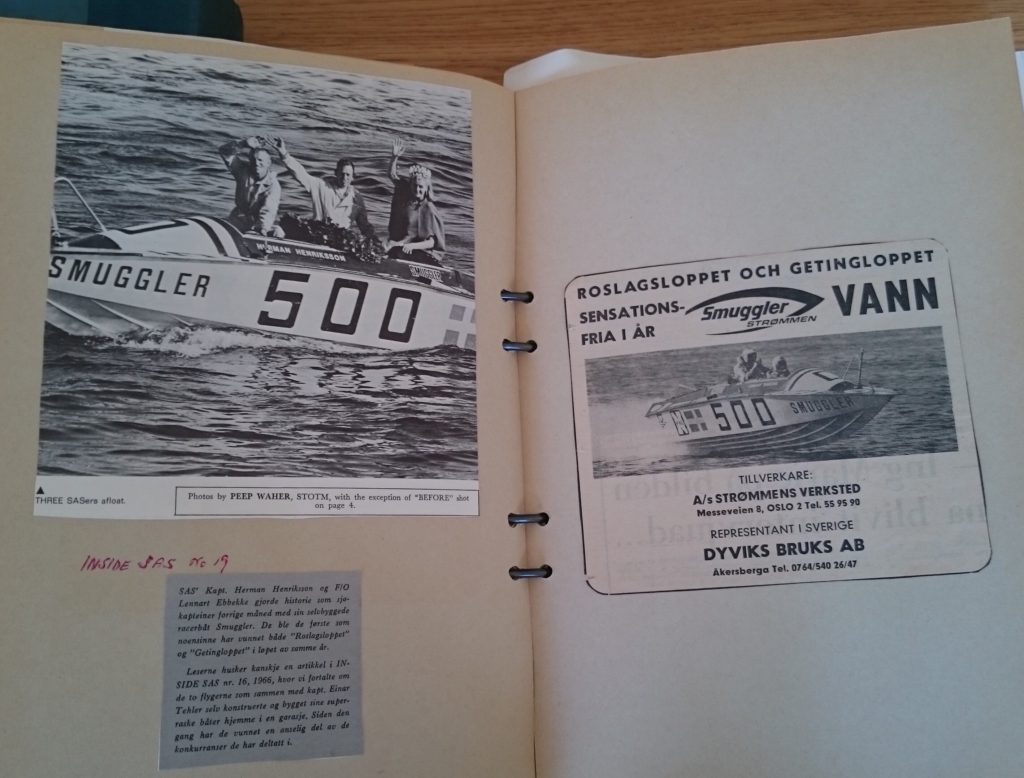 HERMAN HENRIKSSON
SMUGGLER
SMUGGLER
500
THREE SASers afloat.
Photos by PEEP WAHER, STOTM, with the exception of "BEFORE" shot
on page 4.
INSIDE SAS No 19
SAS' Kapt. Herman Henriksson og F/O
Lennart Ebbekke gjorde historie som sjø-
kapteiner forrige måned med sin selvbyggede
racerbåt Smuggler. De ble de første som
noensinne har vunnet både "Roslagsloppet"
og "Getingloppet" i løpet av samme år.
Leserne husker kanskje en artikkel i IN-
SIDE SAS nr. 16, 1966, hvor vi fortalte om
de to flygerne som sammen med kapt. Einar
Tehler selv konstruerte og bygget sine super-
raske båter hjemme i en garasje. Siden den
gang har de vunnet en anselig del av de
konkurranser de har deltatt i.
ROSLAGSLOPPET OCH GETINGLOPPET
SENSATIONS-
FRIA I ÅR
Smuggler
STRØMMEN
VANN
N 500 SMUGGLER
TILLVERKARE:
A/s STRØMMENS VERKSTED
Messeveien 8, OSLO 2 Tel. 55 95 90
REPRESENTANT I SVERIGE
DYVIKS BRUKS AB
Åkersberga Tel. 0764/540 26/47